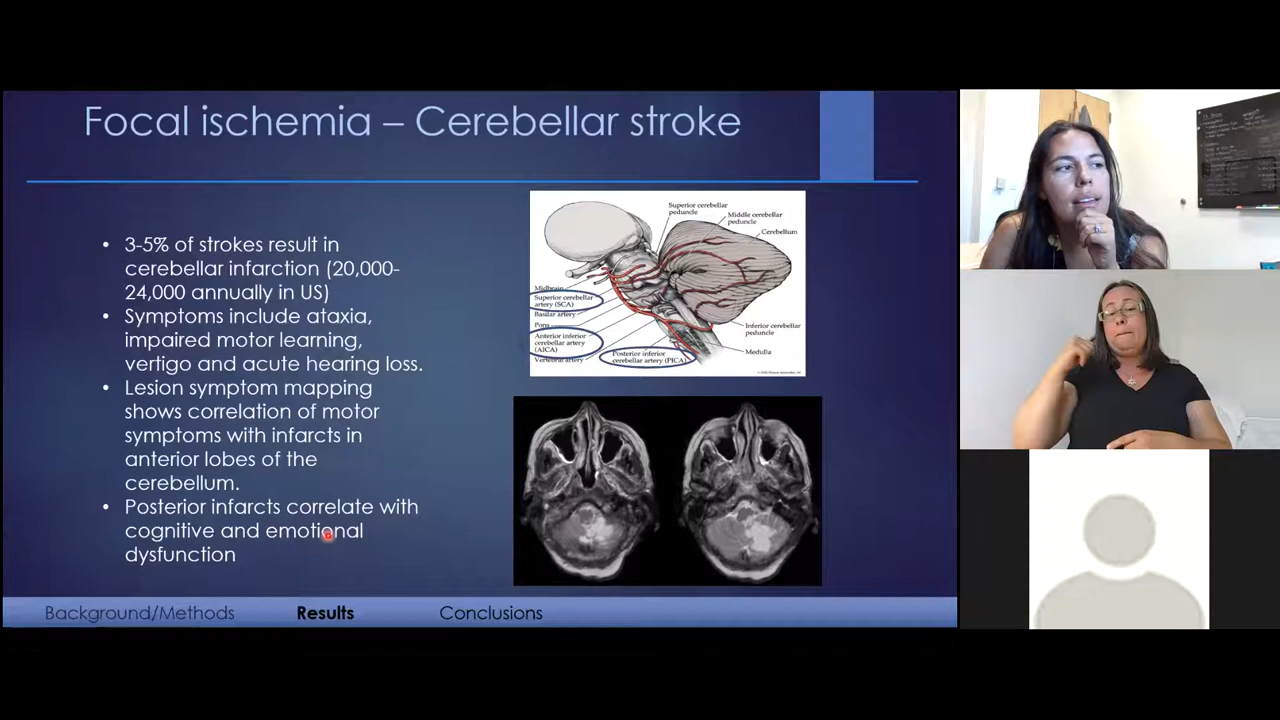 Focal ischemia – Cerebellar stroke
• 3-5% of strokes result in
cerebellar infarction (20,000-
24,000 annually in US)
• Symptoms include ataxia,
impaired motor learning,
vertigo and acute hearing loss.
• Lesion symptom mapping
shows correlation of motor
symptoms with infarcts in
anterior lobes of the
cerebellum.
• Posterior infarcts correlate with
cognitive and emotional
dysfunction
Superior cerebellar
peduncle
Middle cerebellar
peduncle
Cerebellum
Midbrain
Superior cerebellar
artery (SCA)
Basilar artery
Pons
Anterior inferior
cerebellar artery
(AICA)
Vertebral artery
Posterior inferior
cerebellar artery (PICA)
Inferior cerebellar
peduncle
Medulla
Background/Methods
Results
Conclusions